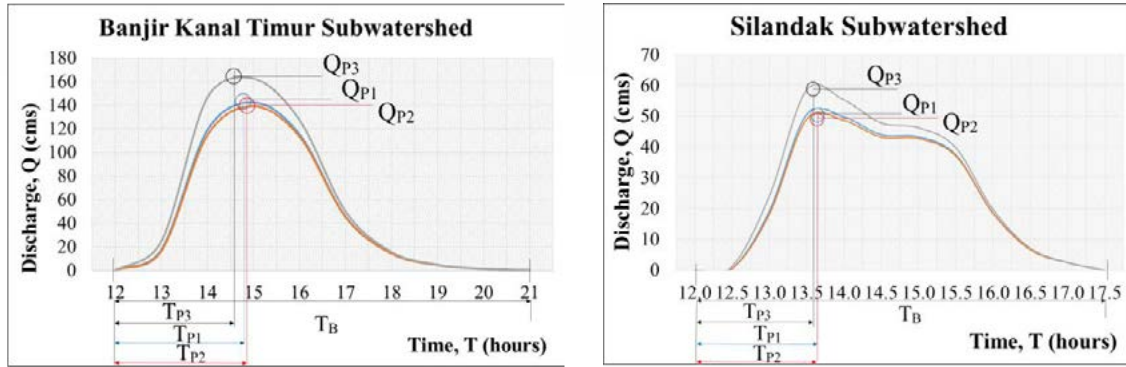 Banjir Kanal Timur Subwatershed
Discharge, Q (cms)
180
160
140
120
100
80
60
40
20
0
QP3
QP1
QP2
12 13 14 15 16 17 18 19 20 21
TP3
TB
TP1
TP2
Time, T (hours)
Silandak Subwatershed
Discharge, Q (cms)
70
60
50
40
30
20
10
0
QP3
QP1
QP2
12.0 12.5 13.0 13.5 14.0 14.5 15.0 15.5 16.0 16.5 17.0 17.5
TP3
TB
TP1
TP2
Time, T (hours)